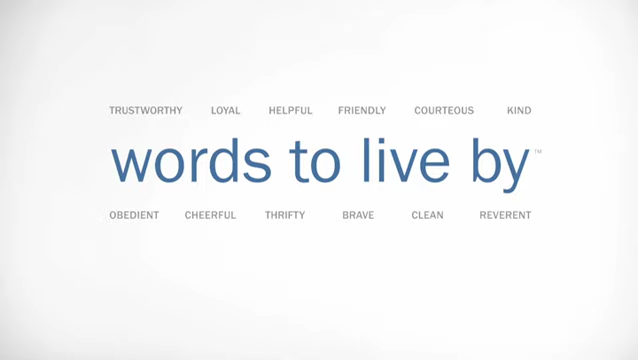 TRUSTWORTHY LOYAL HELPFUL FRIENDLY COURTEOUS KIND
words to live by™
OBEDIENT CHEERFUL THRIFTY BRAVE CLEAN REVERENT